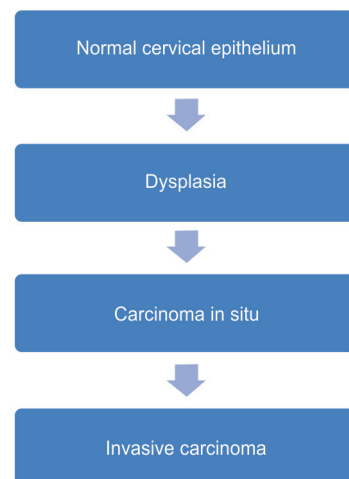 Normal cervical epithelium
Dysplasia
Carcinoma in situ
Invasive carcinoma